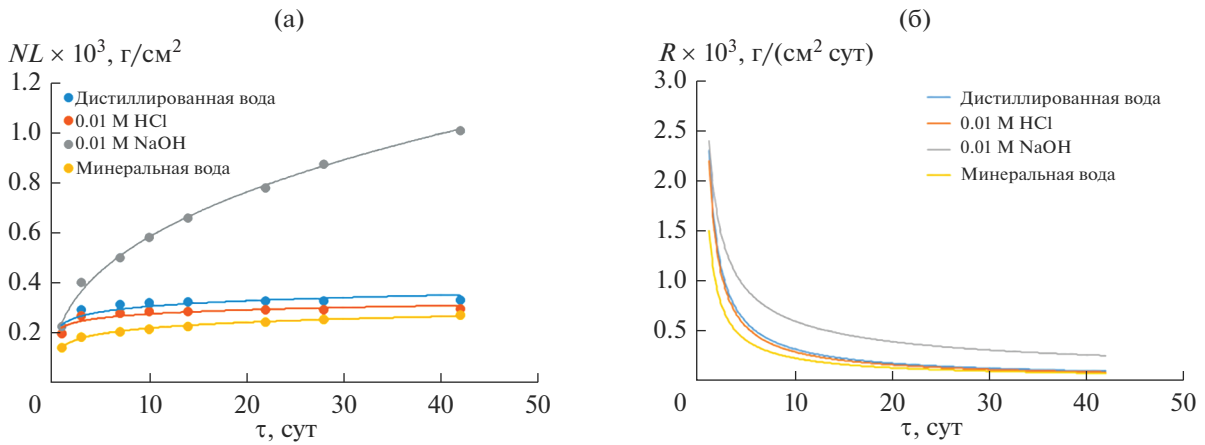 (а)
NL × 10³, г/см²
1.2
1.0
0.8
0.6
0.4
0.2
0
10
20
30
40
50
τ, сут
Дистиллированная вода
0.01 М HCl
0.01 М NaOH
Минеральная вода
(б)
R × 10³, г/(см² сут)
3.0
2.5
2.0
1.5
1.0
0.5
0
10
20
30
40
50
τ, сут
Дистиллированная вода
0.01 М HCl
0.01 М NaOH
Минеральная вода